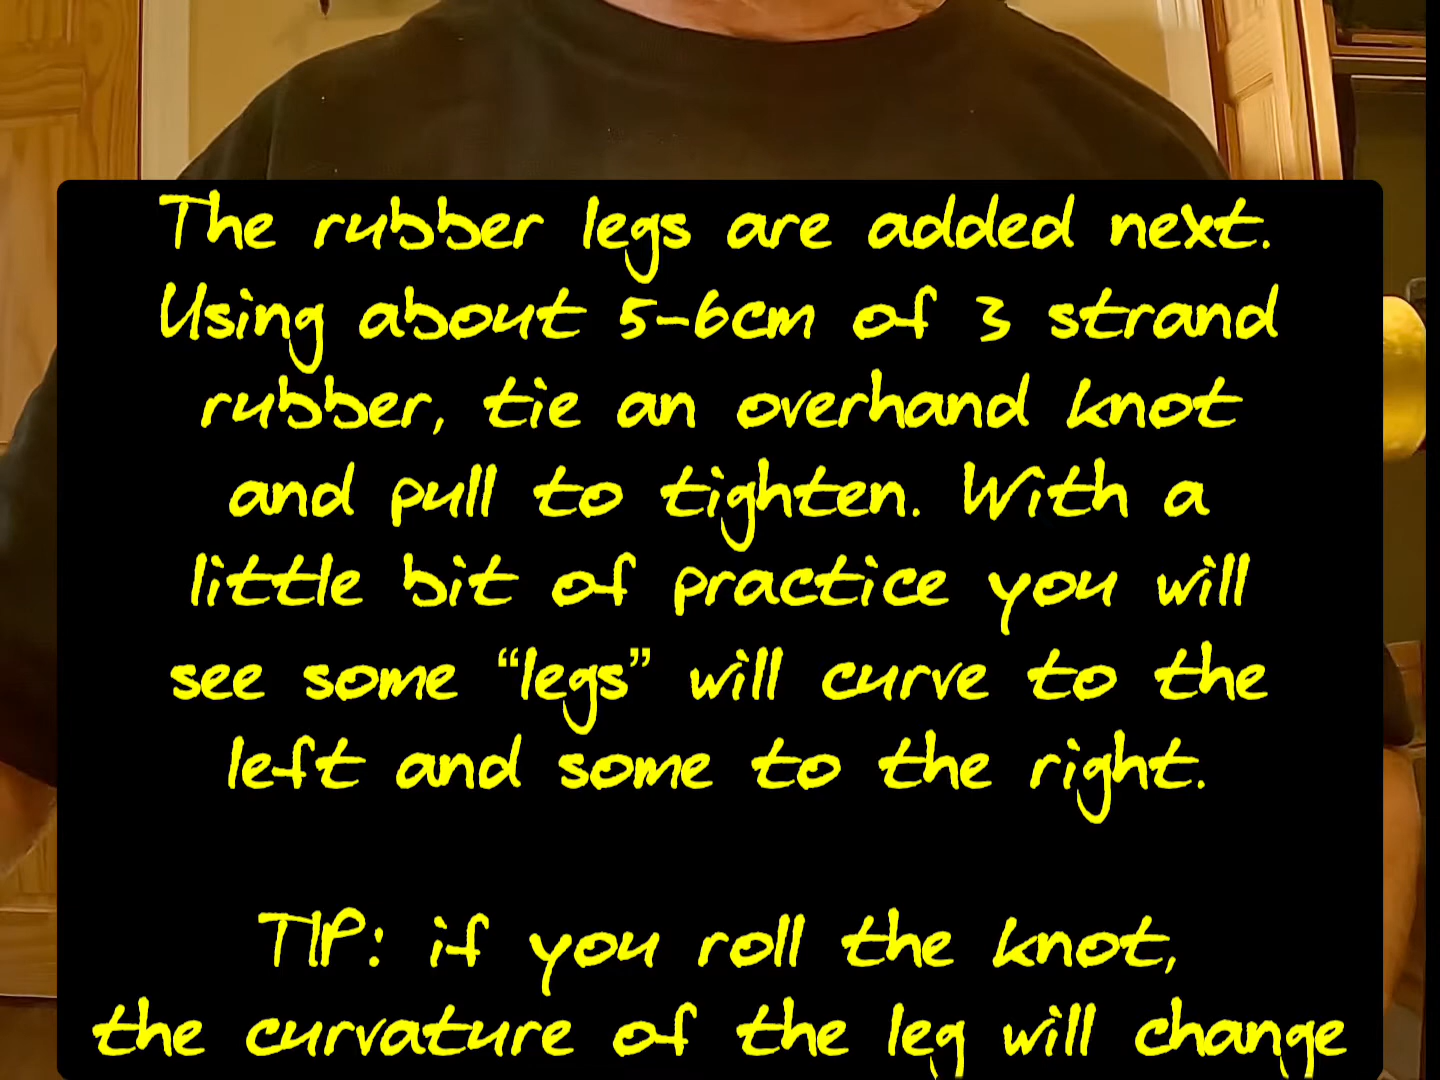 The rubber legs are added next.
Using about 5-6cm of 3 strand
rubber, tie an overhand knot
and pull to tighten. With a
little bit of practice you will
see some “legs” will curve to the
left and some to the right.
TIP: if you roll the knot,
the curvature of the leg will change